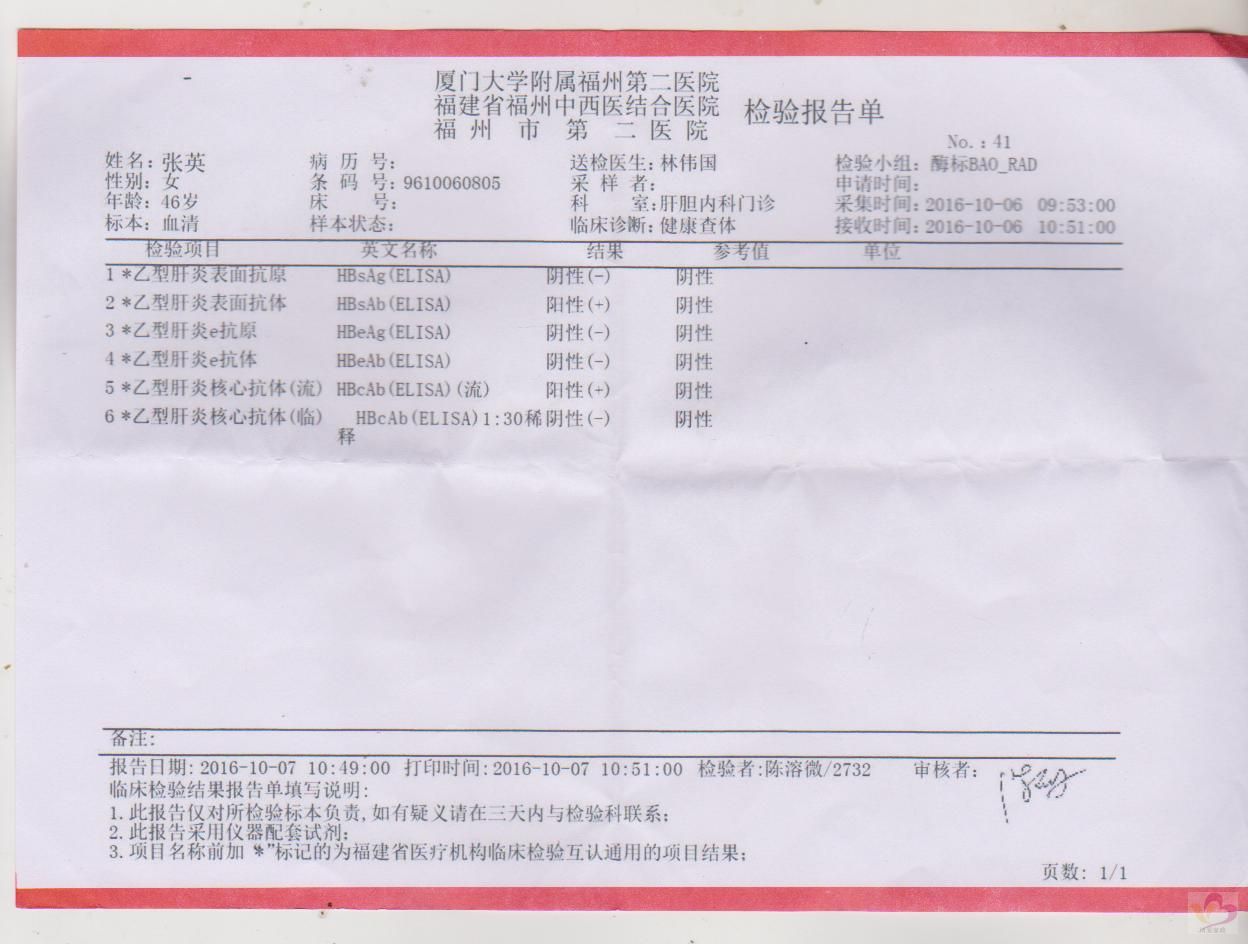 厦门大学附属福州第二医院
福建省福州中西医结合医院 检验报告单
福州市第二医院
No.:41
姓名:张英 病历号: 送检医生:林伟国 检验小组:酶标BAO_RAD
性别:女 条码号:9610060805 采样者: 申请时间:
年龄:46岁 床号: 科室:肝胆内科门诊 采集时间:2016-10-06 09:53:00
标本:血清 样本状态: 临床诊断:健康查体 接收时间:2016-10-06 10:51:00
检验项目 英文名称 结果 参考值 单位
1 *乙型肝炎表面抗原 HBsAg(ELISA) 阴性(-) 阴性
2 *乙型肝炎表面抗体 HBsAb(ELISA) 阳性(+) 阴性
3 *乙型肝炎e抗原 HBeAg(ELISA) 阴性(-) 阴性
4 *乙型肝炎e抗体 HBeAb(ELISA) 阴性(-) 阴性
5 *乙型肝炎核心抗体(流) HBcAb(ELISA)(流) 阳性(+) 阴性
6 *乙型肝炎核心抗体(临) HBcAb(ELISA)1:30稀 阴性(-) 阴性
释
备注:
报告日期:2016-10-07 10:49:00 打印时间:2016-10-07 10:51:00 检验者:陈溶微/2732 审核者:
临床检验结果报告单填写说明:
1.此报告仅对所检验标本负责,如有疑义请在三天内与检验科联系;
2.此报告采用仪器配套试剂;
3.项目名称前加“*”标记的为福建省医疗机构临床检验互认通用的项目结果;
页数: 1/1